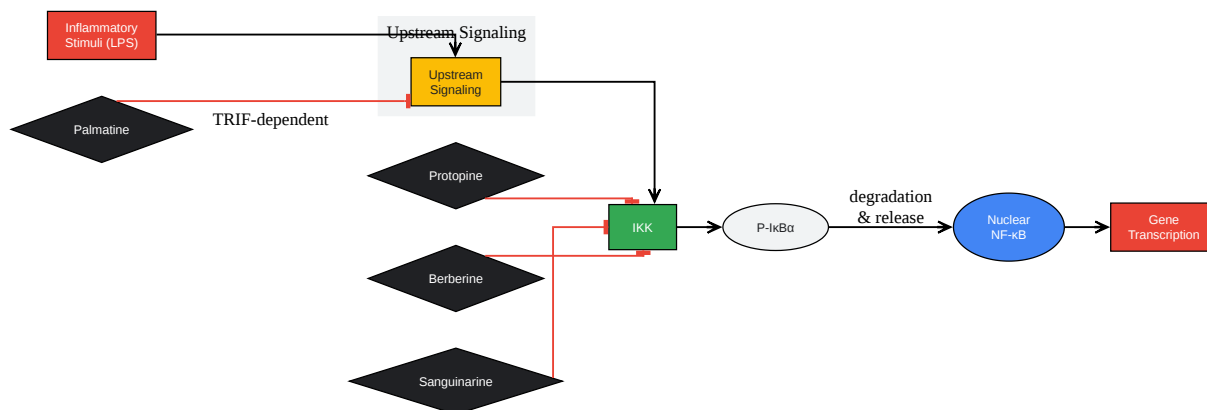 Inflammatory
Stimuli (LPS)
Upstream Signaling
Upstream
Signaling
Palmatine
TRIF-dependent
Protopine
degradation
& release
IKK
P-IκBα
Nuclear
NF-κB
Gene
Transcription
Berberine
Sanguinarine